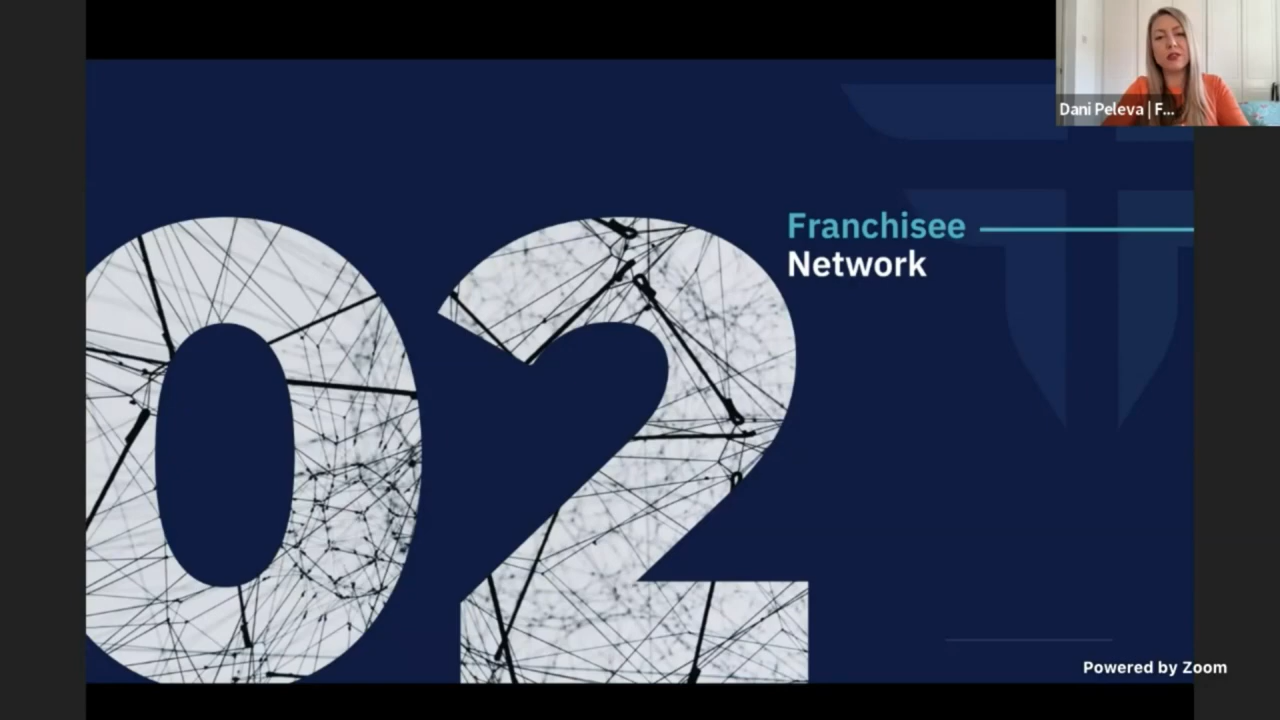 Dani Peleva | F...
02
Franchisee
Network
Powered by Zoom